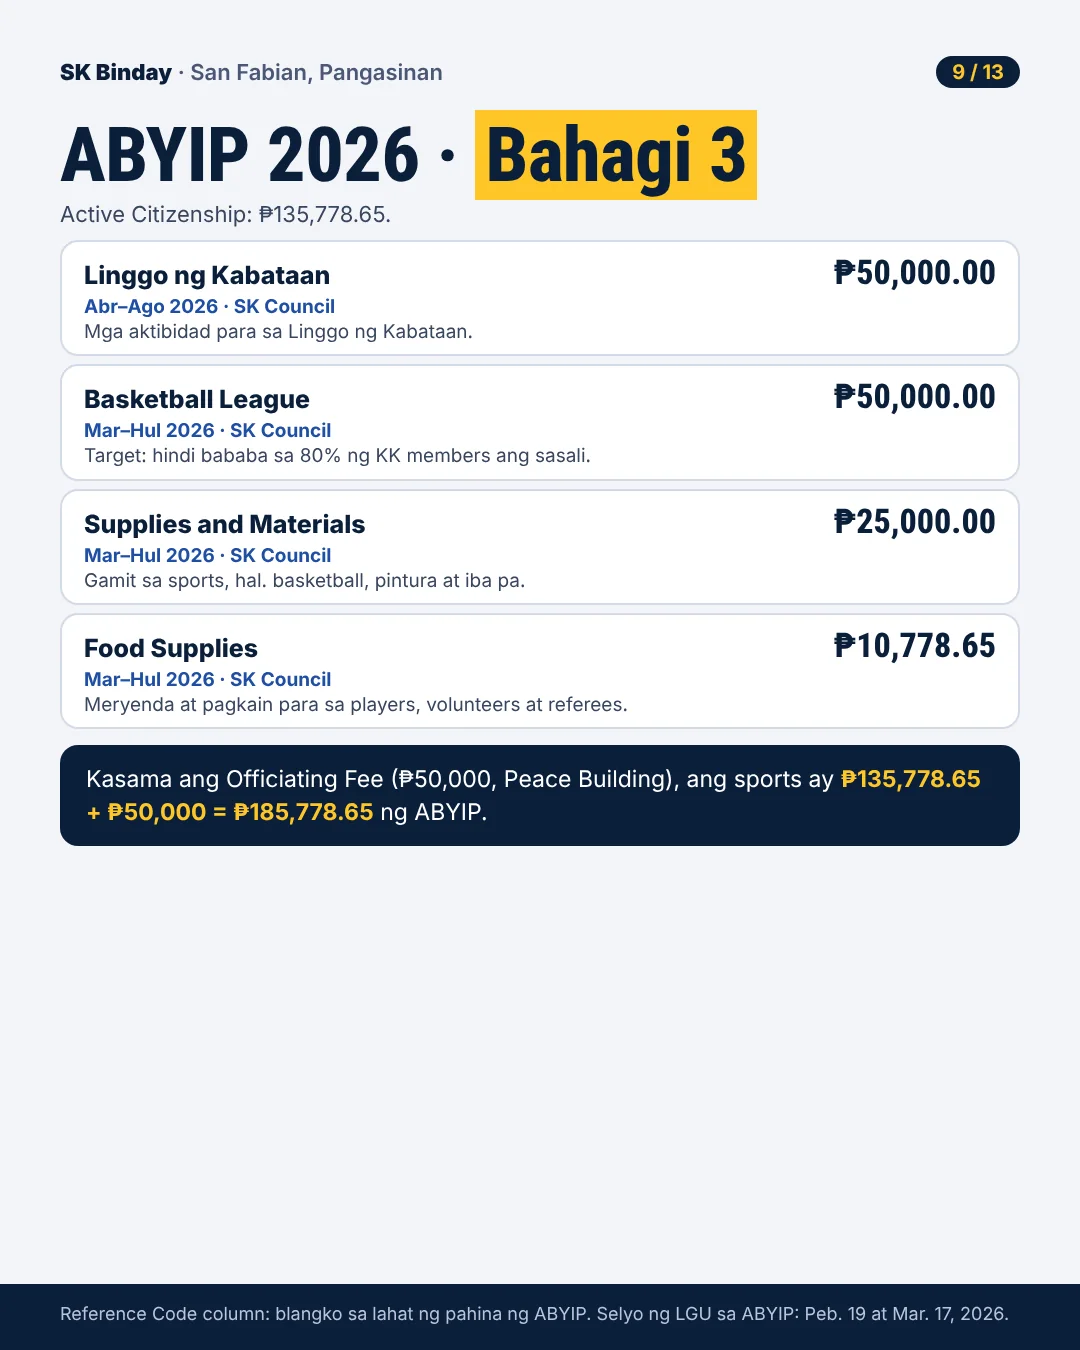 SK Binday · San Fabian, Pangasinan
9 / 13
ABYIP 2026 · Bahagi 3
Active Citizenship: ₱135,778.65.
Linggo ng Kabataan
₱50,000.00
Abr–Ago 2026 · SK Council
Mga aktibidad para sa Linggo ng Kabataan.
Basketball League
₱50,000.00
Mar–Hul 2026 · SK Council
Target: hindi bababa sa 80% ng KK members ang sasali.
Supplies and Materials
₱25,000.00
Mar–Hul 2026 · SK Council
Gamit sa sports, hal. basketball, pintura at iba pa.
Food Supplies
₱10,778.65
Mar–Hul 2026 · SK Council
Meryenda at pagkain para sa players, volunteers at referees.
Kasama ang Officiating Fee (₱50,000, Peace Building), ang sports ay ₱135,778.65
+ ₱50,000 = ₱185,778.65 ng ABYIP.
Reference Code column: blangko sa lahat ng pahina ng ABYIP. Selyo ng LGU sa ABYIP: Peb. 19 at Mar. 17, 2026.